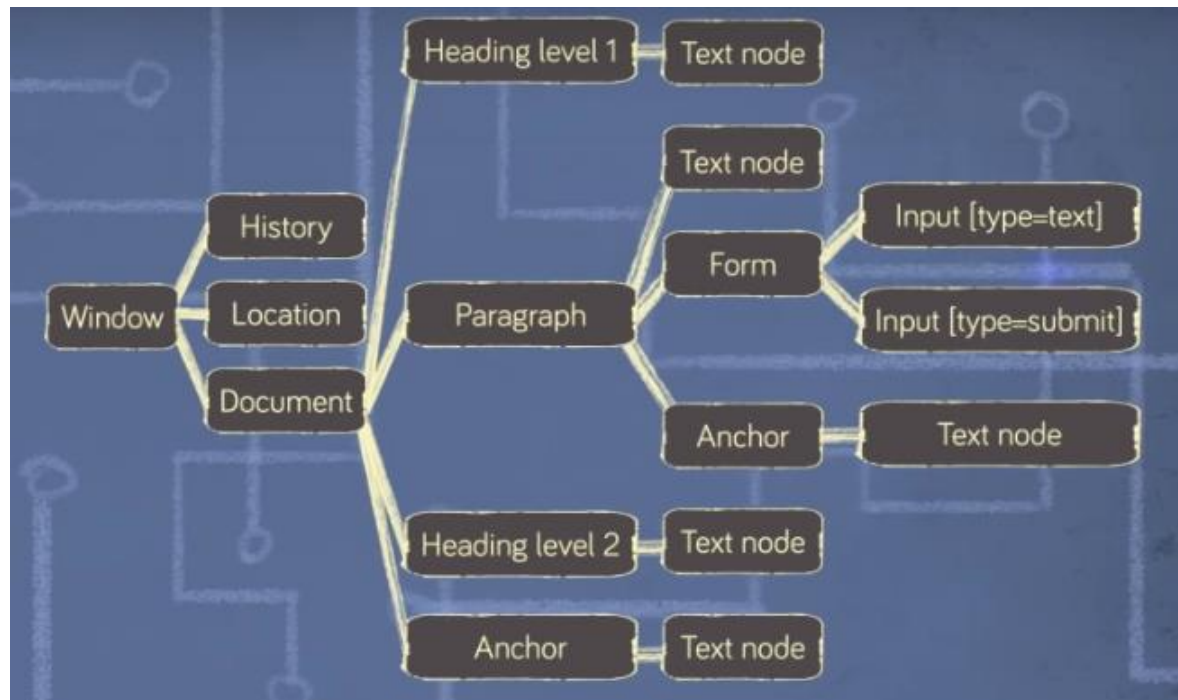 Heading level 1
Text node
Text node
Input [type=text]
History
Form
Window
Location
Paragraph
Input [type=submit]
Document
Anchor
Text node
Heading level 2
Text node
Anchor
Text node